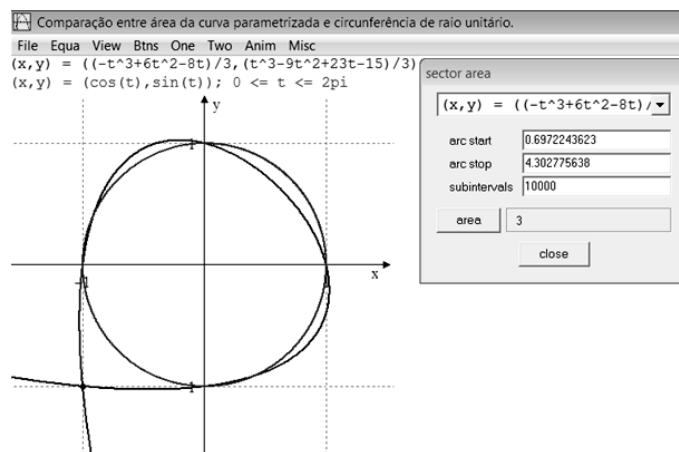 Comparação entre área da curva parametrizada e circunferência de raio unitário.
File Equa View Btns One Two Anim Misc
(x,y) = ((-t^3+6t^2-8t)/3,(t^3-9t^2+23t-15)/3)
(x,y) = (cos(t),sin(t)); 0 <= t <= 2pi
y
1
-1
x
1
sector area
(x,y) = ((-t^3+6t^2-8t)/
arc start 0.6972243623
arc stop 4.302775638
subintervals 10000
area 3
close